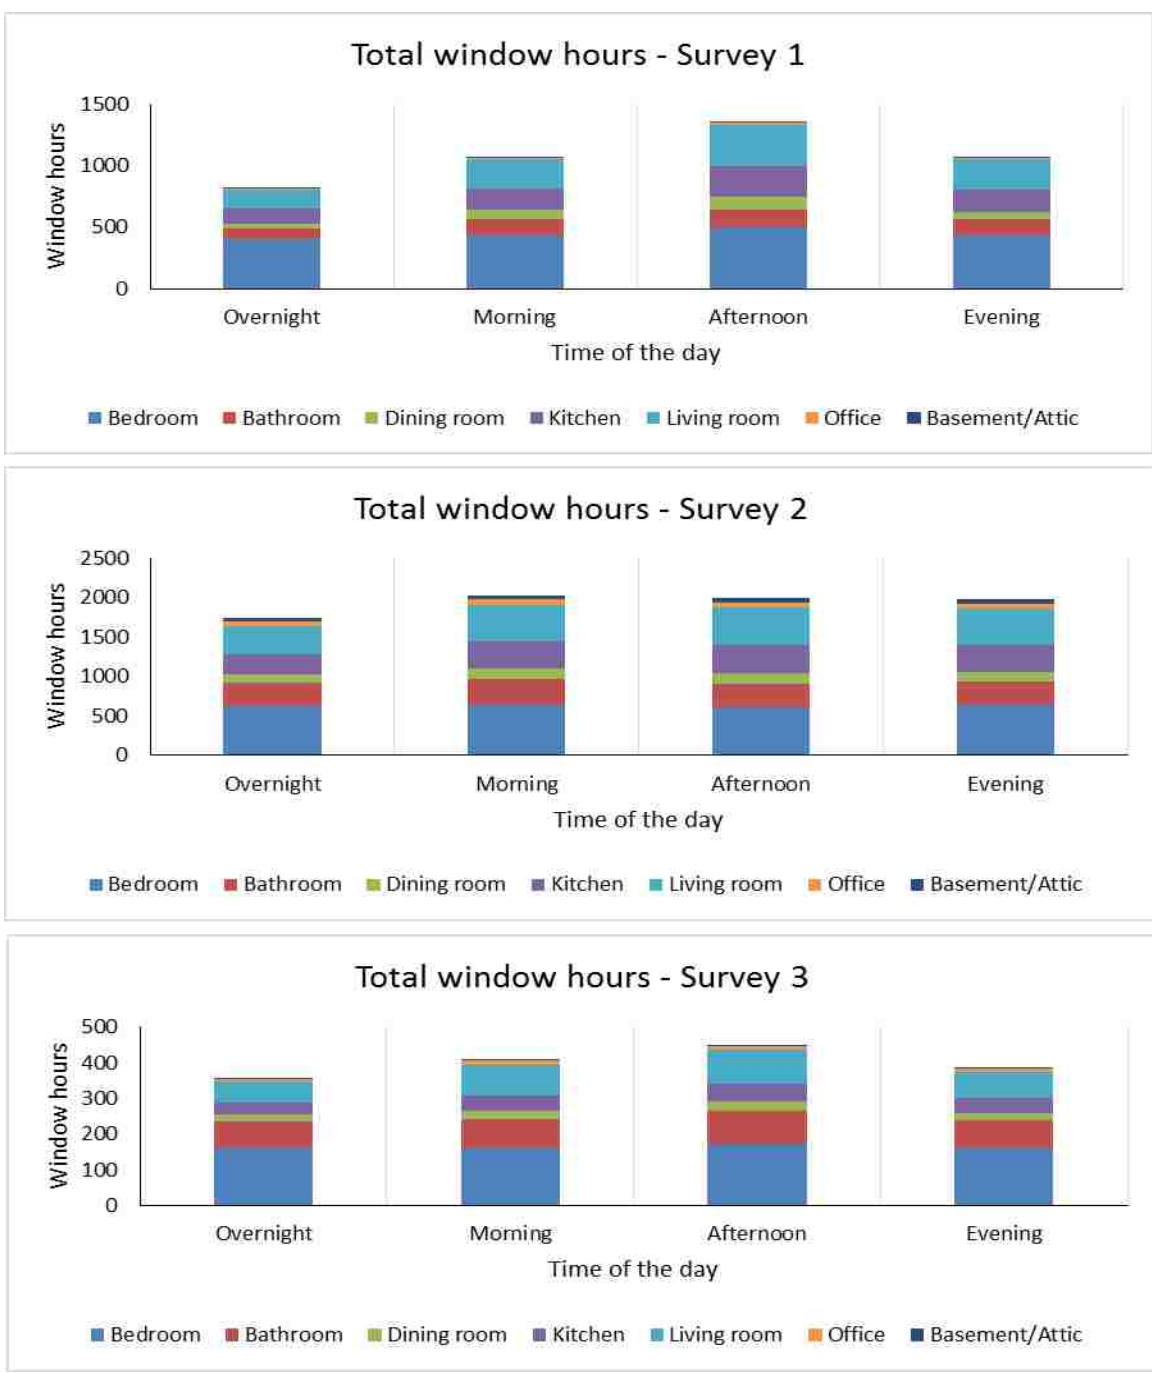 Total window hours - Survey 1
Window hours
1500
1000
500
0
Overnight Morning Afternoon Evening
Time of the day
Bedroom Bathroom Dining room Kitchen Living room Office Basement/Attic
Total window hours - Survey 2
Window hours
2500
2000
1500
1000
500
0
Overnight Morning Afternoon Evening
Time of the day
Bedroom Bathroom Dining room Kitchen Living room Office Basement/Attic
Total window hours - Survey 3
Window hours
500
400
300
200
100
0
Overnight Morning Afternoon Evening
Time of the day
Bedroom Bathroom Dining room Kitchen Living room Office Basement/Attic